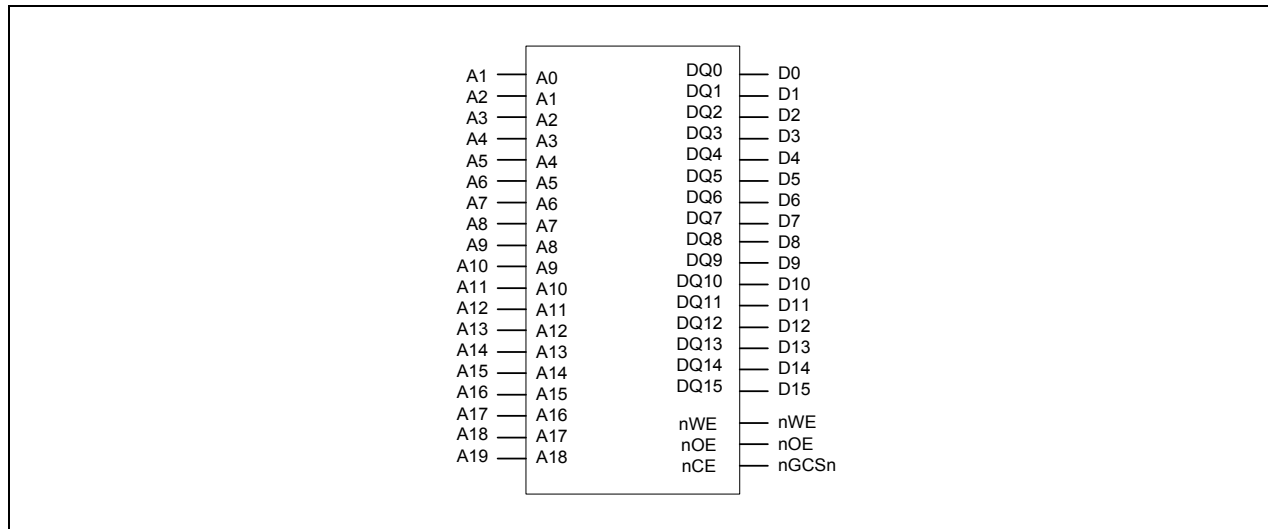 A1 A0 DQ0 D0
A2 A1 DQ1 D1
A3 A2 DQ2 D2
A4 A3 DQ3 D3
A5 A4 DQ4 D4
A6 A5 DQ5 D5
A7 A6 DQ6 D6
A8 A7 DQ7 D7
A9 A8 DQ8 D8
A10 A9 DQ9 D9
A11 A10 DQ10 D10
A12 A11 DQ11 D11
A13 A12 DQ12 D12
A14 A13 DQ13 D13
A15 A14 DQ14 D14
A16 A15 DQ15 D15
A17 A16 nWE nWE
A18 A17 nOE nOE
A19 A18 nCE nGCSn